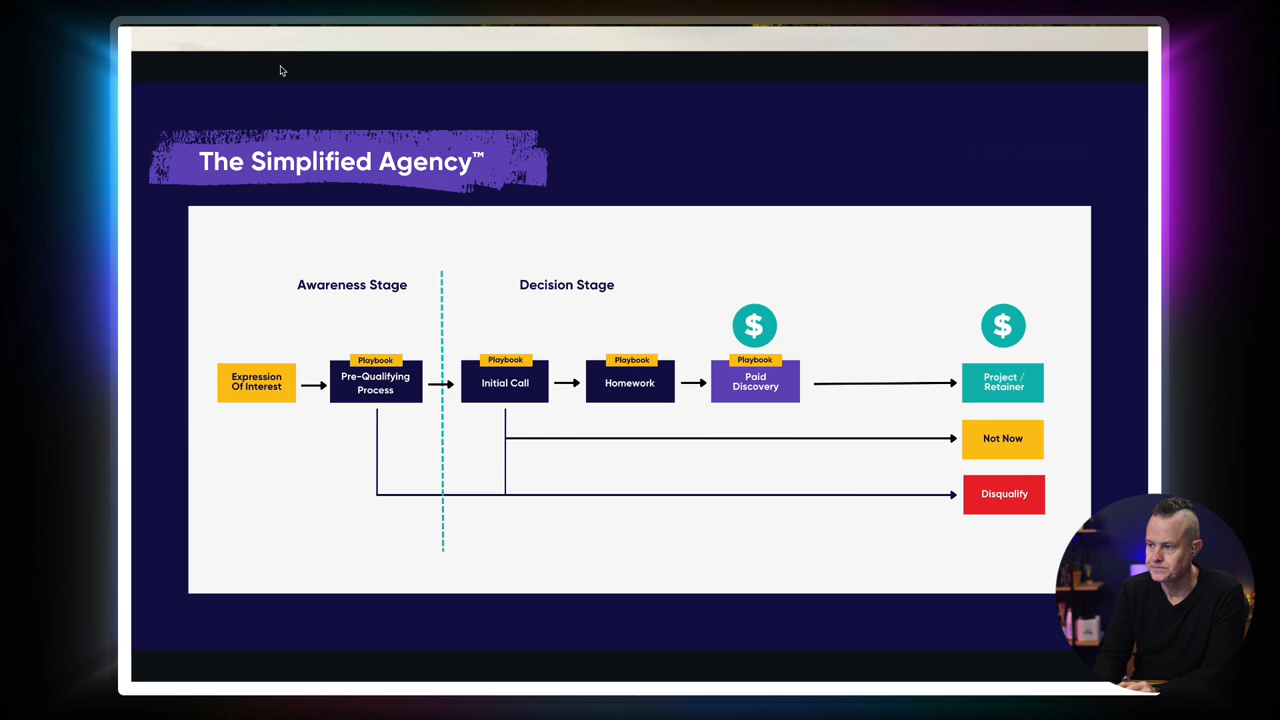 The Simplified Agency™
Awareness Stage
Decision Stage
$
$
Playbook
Playbook
Playbook
Playbook
Expression
Of Interest
Pre-Qualifying
Process
Initial Call
Homework
Paid
Discovery
Project /
Retainer
Not Now
Disqualify